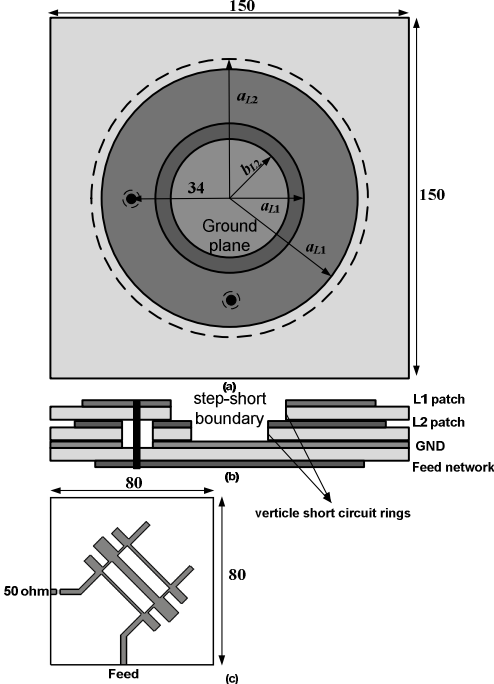 150
aL2
bL2
34
aL1
150
Ground
plane
aL1
(a)
step-short
boundary
L1 patch
L2 patch
GND
Feed network
(b)
80
verticle short circuit rings
80
50 ohm
Feed
(c)